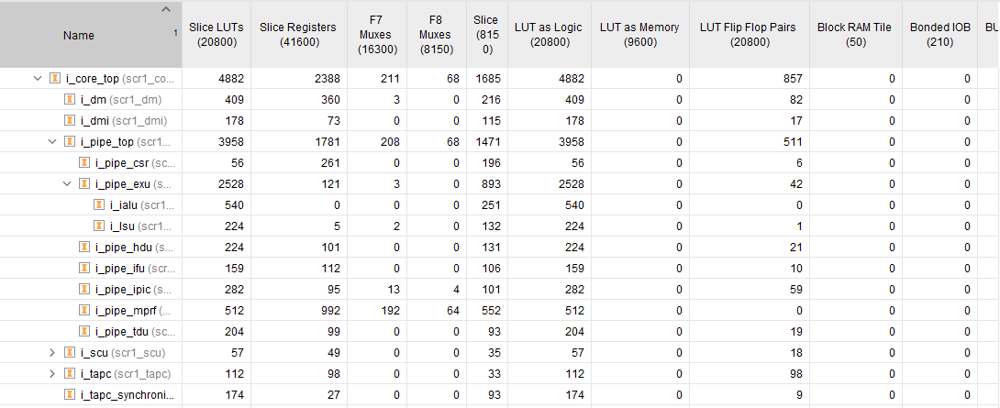 Name 1 Slice LUTs (20800) Slice Registers (41600) F7 Muxes (16300) F8 Muxes (8150) Slice (8150) LUT as Logic (20800) LUT as Memory (9600) LUT Flip Flop Pairs (20800) Block RAM Tile (50) Bonded IOB (210) BU
i_core_top (scr1_co... 4882 2388 211 68 1685 4882 0 857 0 0
i_dm (scr1_dm) 409 360 3 0 216 409 0 82 0 0
i_dmi (scr1_dmi) 178 73 0 0 115 178 0 17 0 0
i_pipe_top (scr1... 3958 1781 208 68 1471 3958 0 511 0 0
i_pipe_csr (sc... 56 261 0 0 196 56 0 6 0 0
i_pipe_exu (s... 2528 121 3 0 893 2528 0 42 0 0
i_ialu (scr1... 540 0 0 0 251 540 0 0 0 0
i_lsu (scr1... 224 5 2 0 132 224 0 1 0 0
i_pipe_hdu (s... 224 101 0 0 131 224 0 21 0 0
i_pipe_ifu (scr... 159 112 0 0 106 159 0 10 0 0
i_pipe_ipic (s... 282 95 13 4 101 282 0 59 0 0
i_pipe_mprf (... 512 992 192 64 552 512 0 0 0 0
i_pipe_tdu (sc... 204 99 0 0 93 204 0 19 0 0
i_scu (scr1_scu) 57 49 0 0 35 57 0 18 0 0
i_tapc (scr1_tapc) 112 98 0 0 33 112 0 98 0 0
i_tapc_synchroni... 174 27 0 0 93 174 0 9 0 0